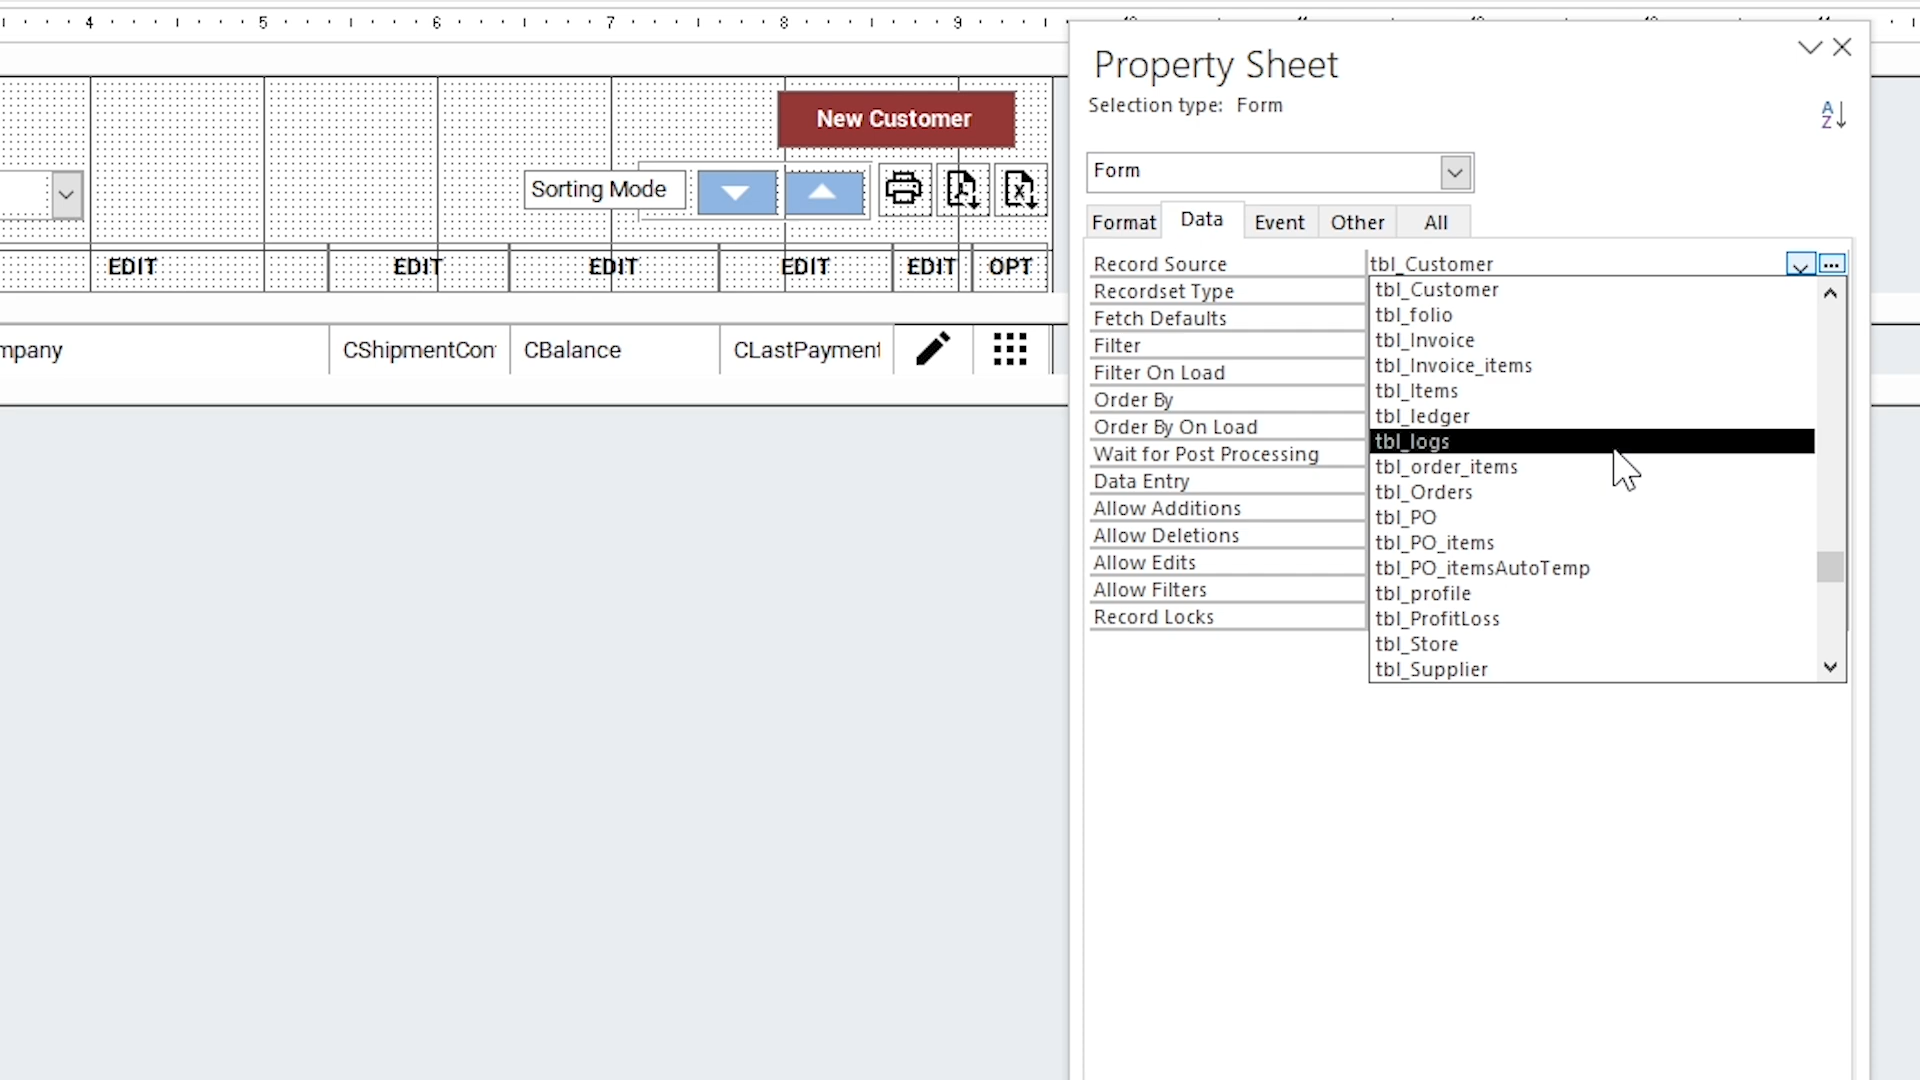 4 5 6 7 8 9
Property Sheet
Selection type: Form
New Customer
Form
Sorting Mode
Format Data Event Other All
EDIT EDIT EDIT EDIT EDIT OPT
mpany CShipmentCon CBalance CLastPayment
Record Source tbl_Customer
Recordset Type
Fetch Defaults
Filter
Filter On Load
Order By
Order By On Load
Wait for Post Processing
Data Entry
Allow Additions
Allow Deletions
Allow Edits
Allow Filters
Record Locks
tbl_Customer
tbl_folio
tbl_Invoice
tbl_Invoice_items
tbl_Items
tbl_ledger
tbl_logs
tbl_order_items
tbl_Orders
tbl_PO
tbl_PO_items
tbl_PO_itemsAutoTemp
tbl_profile
tbl_ProfitLoss
tbl_Store
tbl_Supplier